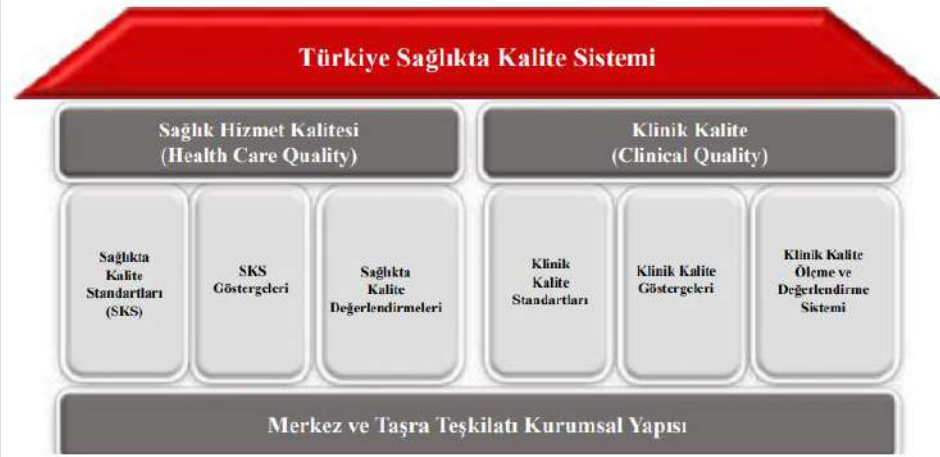 Türkiye Sağlıkta Kalite Sistemi
Sağlık Hizmet Kalitesi
(Health Care Quality)
Klinik Kalite
(Clinical Quality)
Sağlıkta
Kalite
Standartları
(SKS)
SKS
Göstergeleri
Sağlıkta
Kalite
Değerlendirmeleri
Klinik
Kalite
Standartları
Klinik Kalite
Göstergeleri
Klinik Kalite
Ölçme ve
Değerlendirme
Sistemi
Merkez ve Taşra Teşkilatı Kurumsal Yapısı